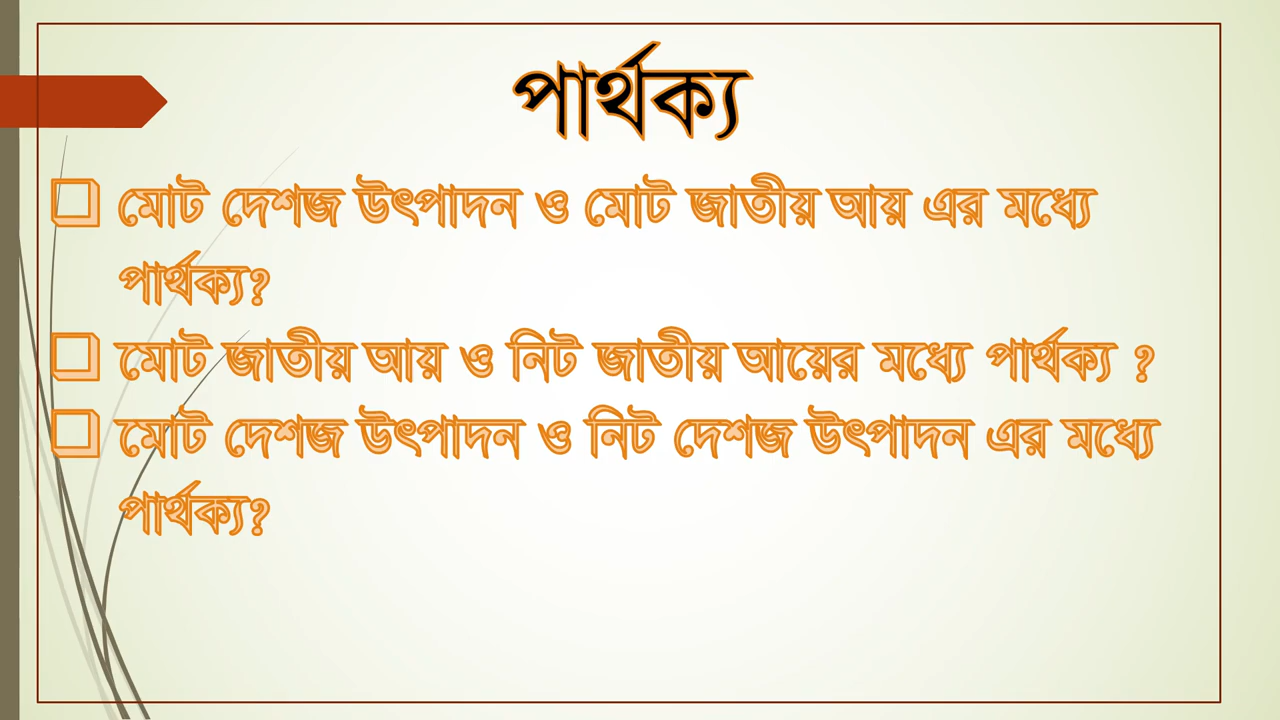 পার্থক্য
মোট দেশজ উৎপাদন ও মোট জাতীয় আয় এর মধ্যে
পার্থক্য?
মোট জাতীয় আয় ও নিট জাতীয় আয়ের মধ্যে পার্থক্য ?
মোট দেশজ উৎপাদন ও নিট দেশজ উৎপাদন এর মধ্যে
পার্থক্য?